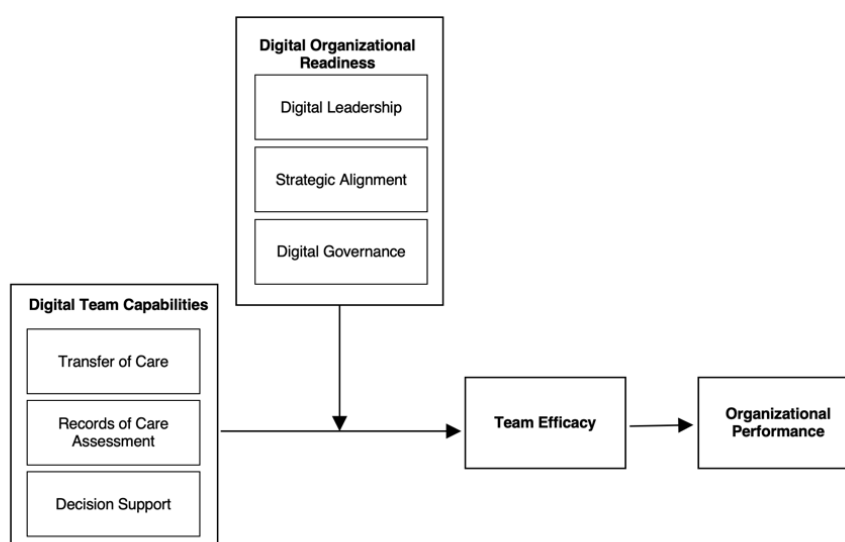 Digital Organizational
Readiness
Digital Leadership
Strategic Alignment
Digital Governance
Digital Team Capabilities
Transfer of Care
Records of Care
Assessment
Decision Support
Team Efficacy
Organizational
Performance